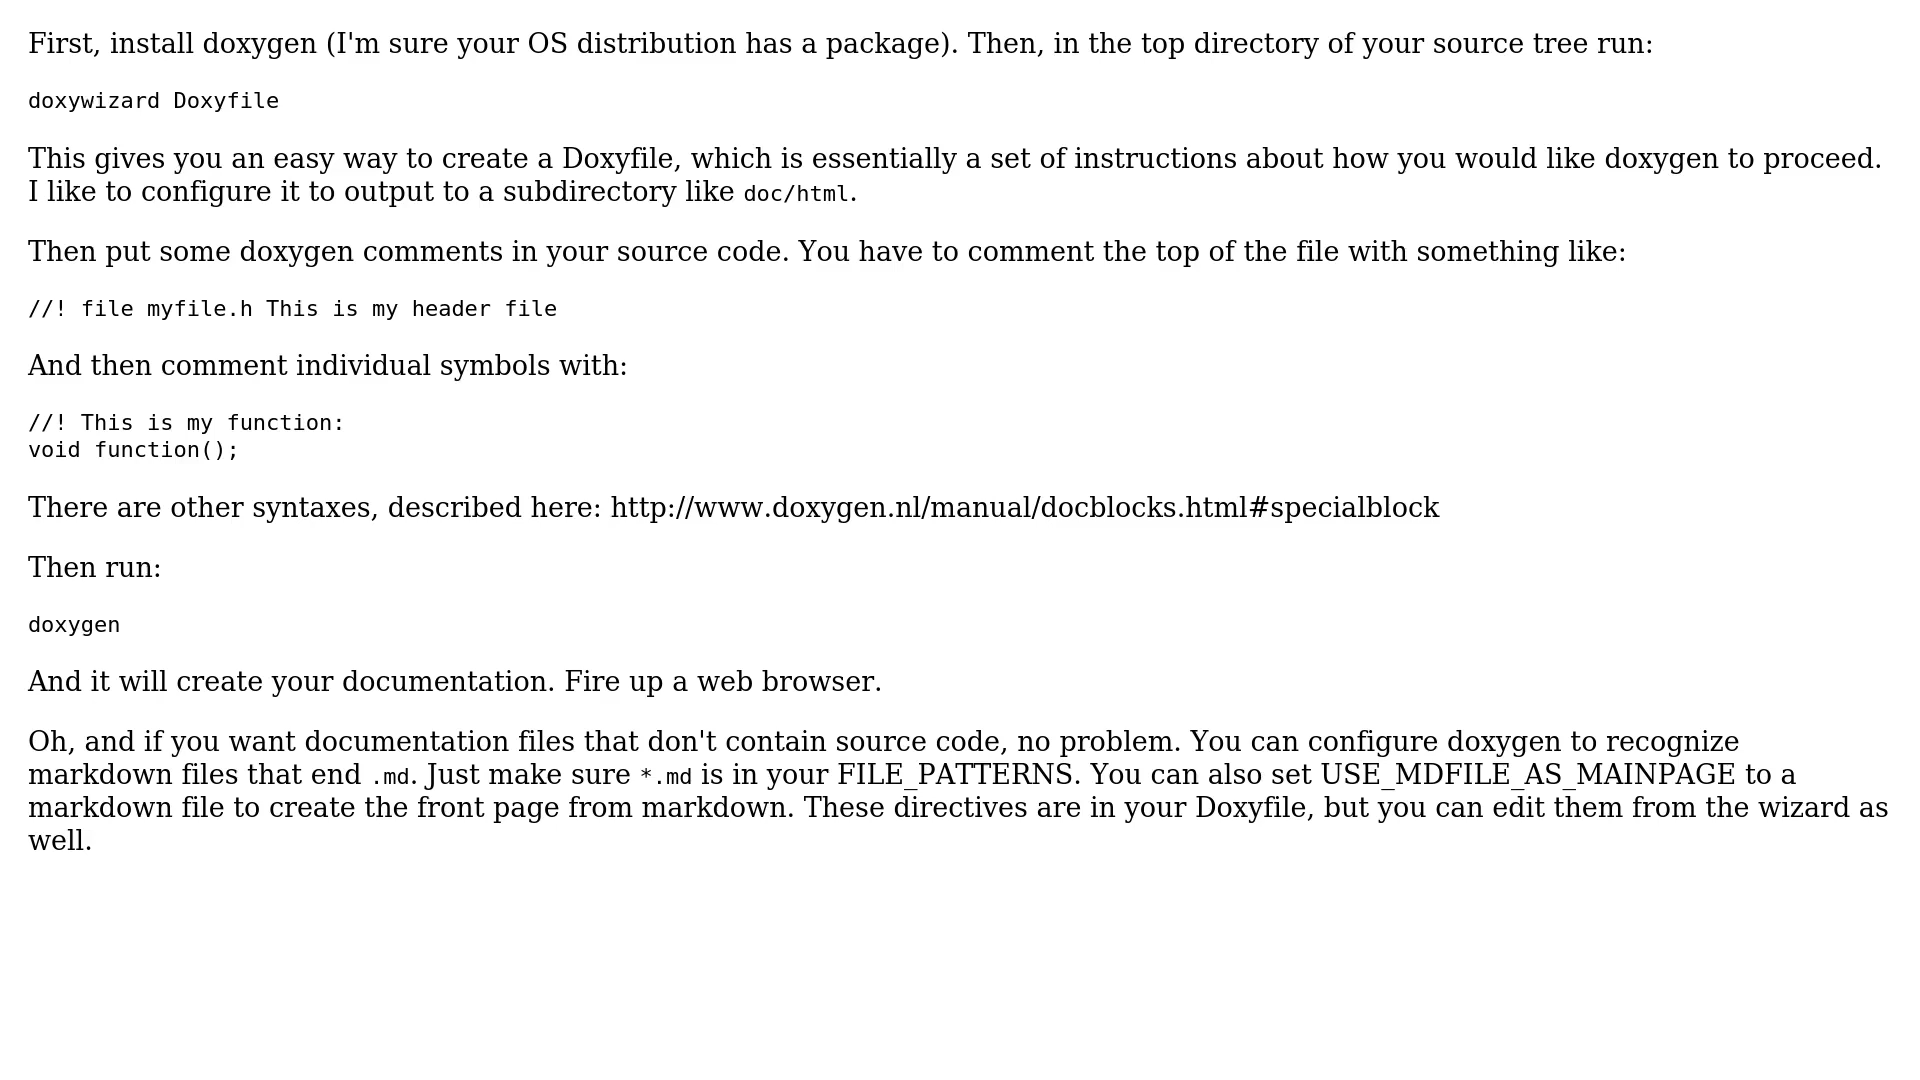 First, install doxygen (I'm sure your OS distribution has a package). Then, in the top directory of your source tree run:
doxywizard Doxyfile
This gives you an easy way to create a Doxyfile, which is essentially a set of instructions about how you would like doxygen to proceed.
I like to configure it to output to a subdirectory like doc/html.
Then put some doxygen comments in your source code. You have to comment the top of the file with something like:
//! file myfile.h This is my header file
And then comment individual symbols with:
//! This is my function:
void function();
There are other syntaxes, described here: http://www.doxygen.nl/manual/docblocks.html#specialblock
Then run:
doxygen
And it will create your documentation. Fire up a web browser.
Oh, and if you want documentation files that don't contain source code, no problem. You can configure doxygen to recognize
markdown files that end .md. Just make sure *.md is in your FILE_PATTERNS. You can also set USE_MDFILE_AS_MAINPAGE to a
markdown file to create the front page from markdown. These directives are in your Doxyfile, but you can edit them from the wizard as
well.